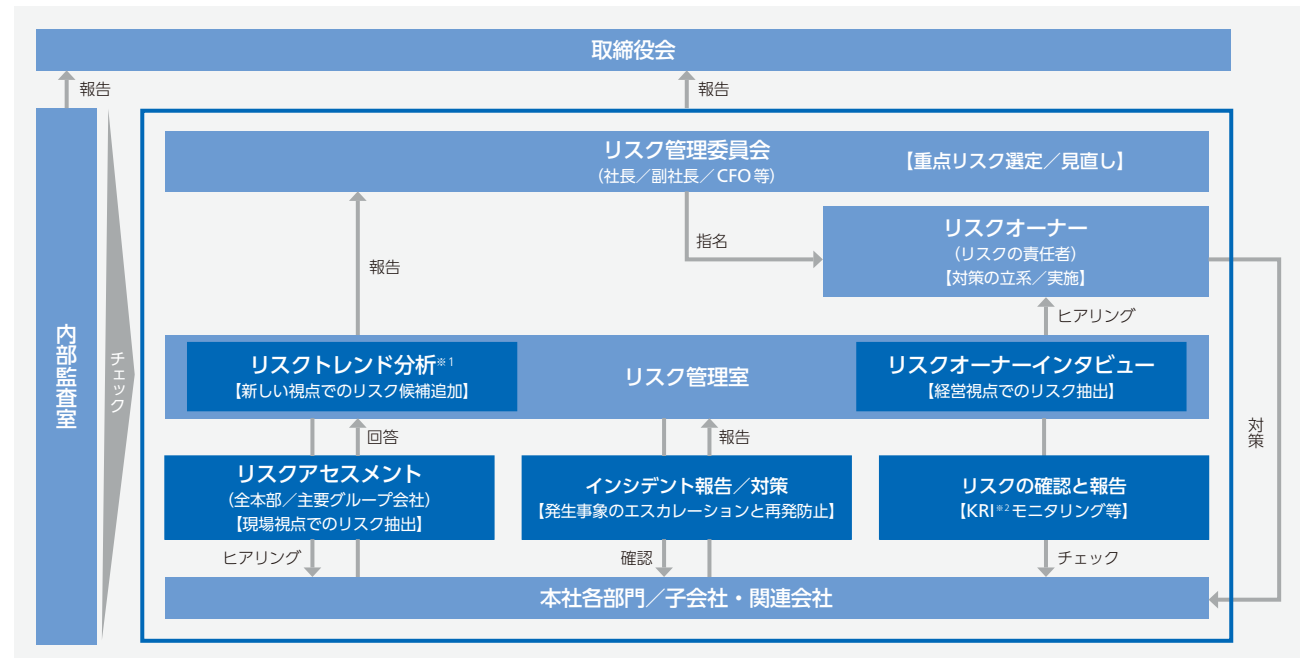 取締役会
報告
報告
内部監査室
チェック
リスク管理委員会
(社長/副社長/CFO等)
【重点リスク選定/見直し】
指名
リスクオーナー
(リスクの責任者)
【対策の立系/実施】
報告
ヒアリング
リスクトレンド分析※1
【新しい視点でのリスク候補追加】
リスク管理室
リスクオーナーインタビュー
【経営視点でのリスク抽出】
対策
回答
報告
リスクアセスメント
(全本部/主要グループ会社)
【現場視点でのリスク抽出】
インシデント報告/対策
【発生事象のエスカレーションと再発防止】
リスクの確認と報告
【KRI※2モニタリング等】
ヒアリング
確認
チェック
本社各部門/子会社・関連会社